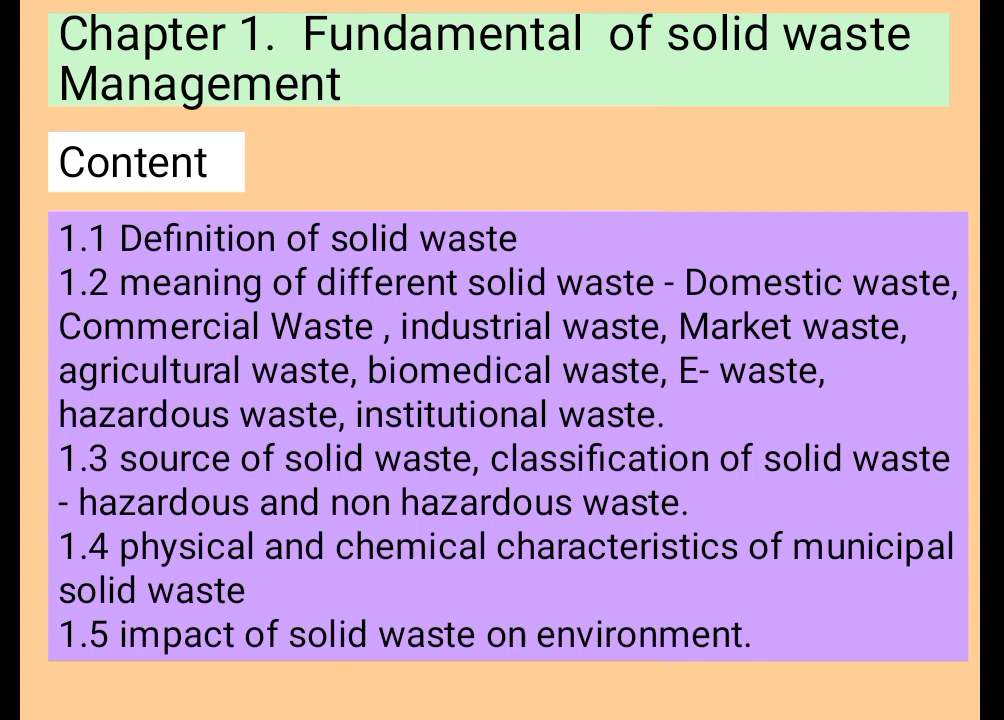 Chapter 1.  Fundamental  of solid waste
Management
Content
1.1 Definition of solid waste
1.2 meaning of different solid waste - Domestic waste,
Commercial Waste , industrial waste, Market waste,
agricultural waste, biomedical waste, E- waste,
hazardous waste, institutional waste.
1.3 source of solid waste, classification of solid waste
- hazardous and non hazardous waste.
1.4 physical and chemical characteristics of municipal
solid waste
1.5 impact of solid waste on environment.